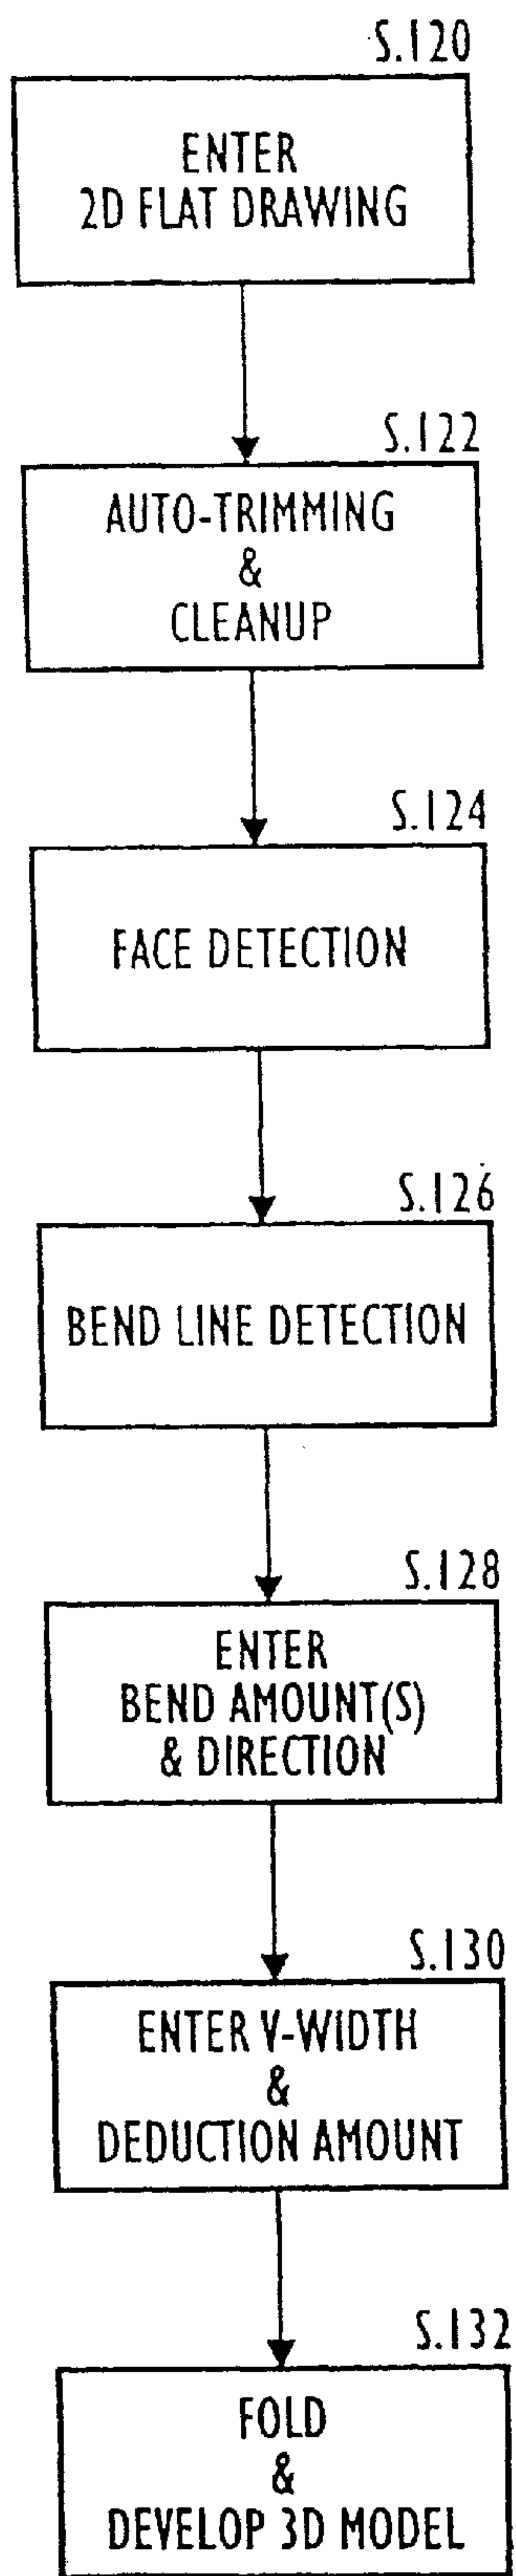 S.120
ENTER
2D FLAT DRAWING
S.122
AUTO-TRIMMING
&
CLEANUP
S.124
FACE DETECTION
S.126
BEND LINE DETECTION
S.128
ENTER
BEND AMOUNT(S)
& DIRECTION
S.130
ENTER V-WIDTH
&
DEDUCTION AMOUNT
S.132
FOLD
&
DEVELOP 3D MODEL